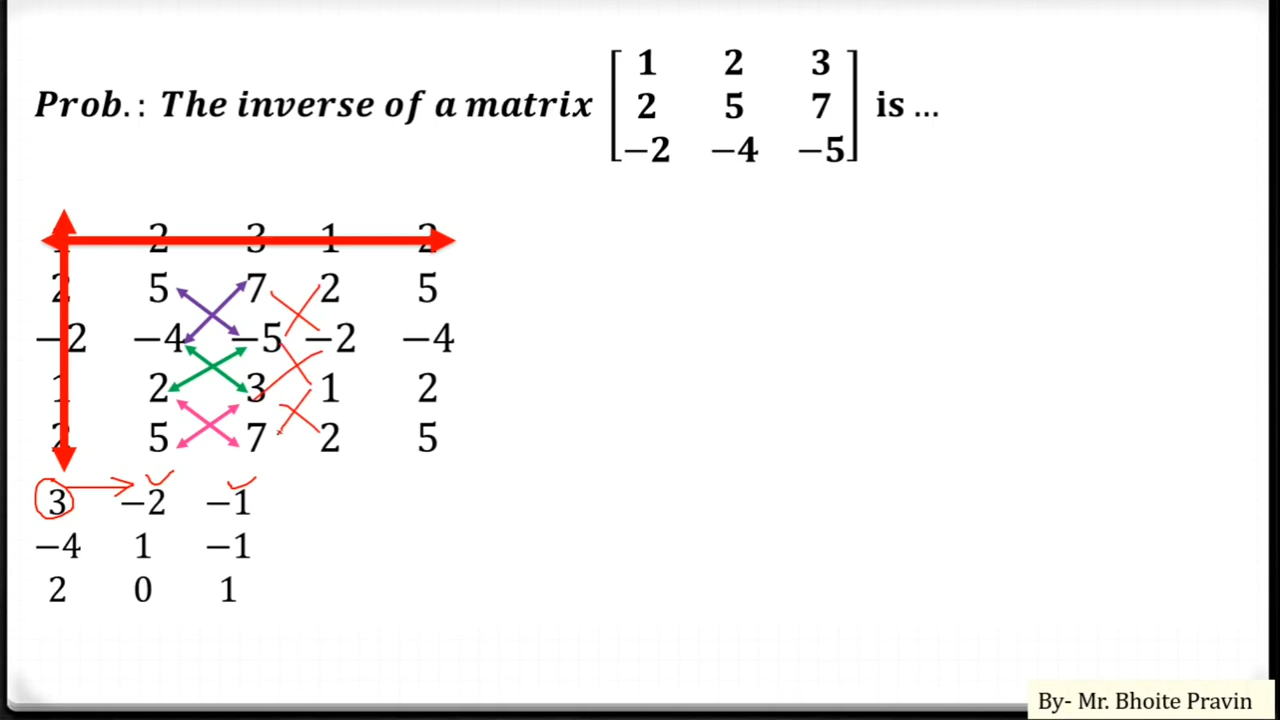 Prob.: The inverse of a matrix [1 2 3
2 5 7
−2 −4 −5] is ...
1 2 3 1 2
2 5 7 2 5
−2 −4 −5 −2 −4
1 2 3 1 2
2 5 7 2 5
3 −2 −1
−4 1 −1
2 0 1
By- Mr. Bhoite Pravin